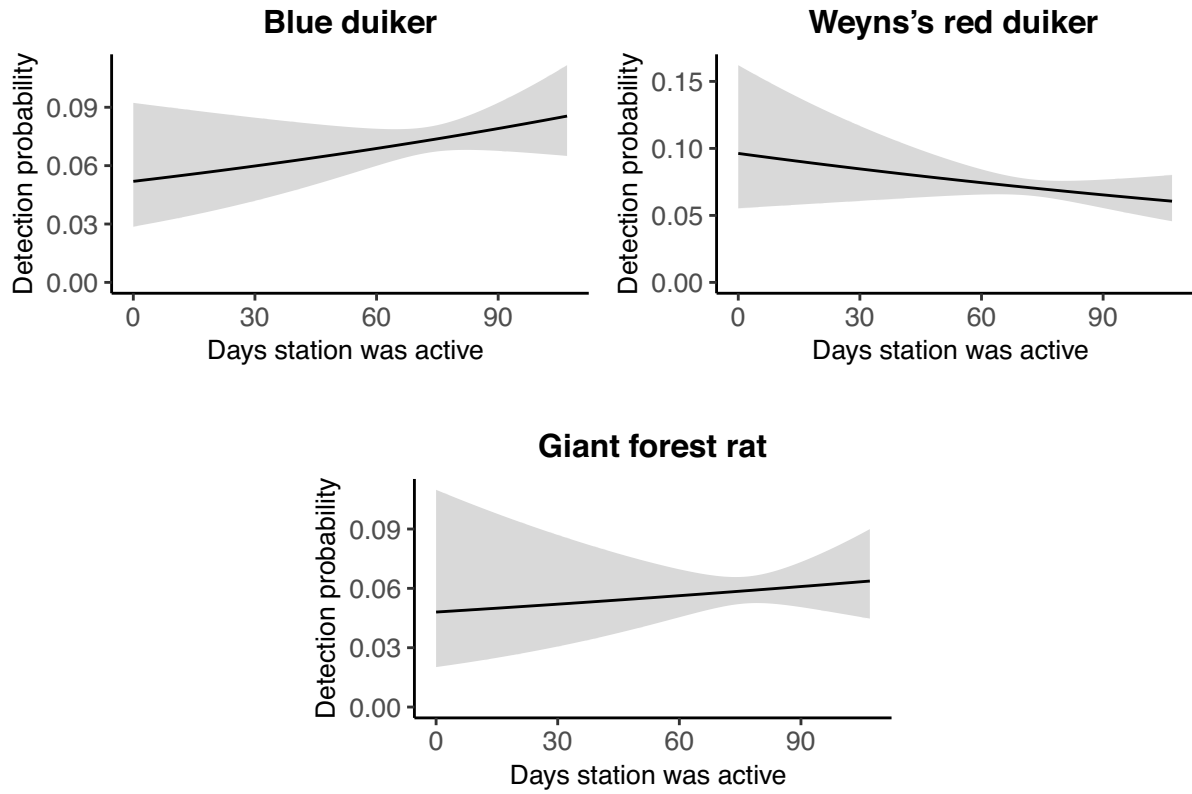 Blue duiker
Detection probability
0.09
0.06
0.03
0.00
0 30 60 90
Days station was active
Weyns’s red duiker
Detection probability
0.15
0.10
0.05
0.00
0 30 60 90
Days station was active
Giant forest rat
Detection probability
0.09
0.06
0.03
0.00
0 30 60 90
Days station was active